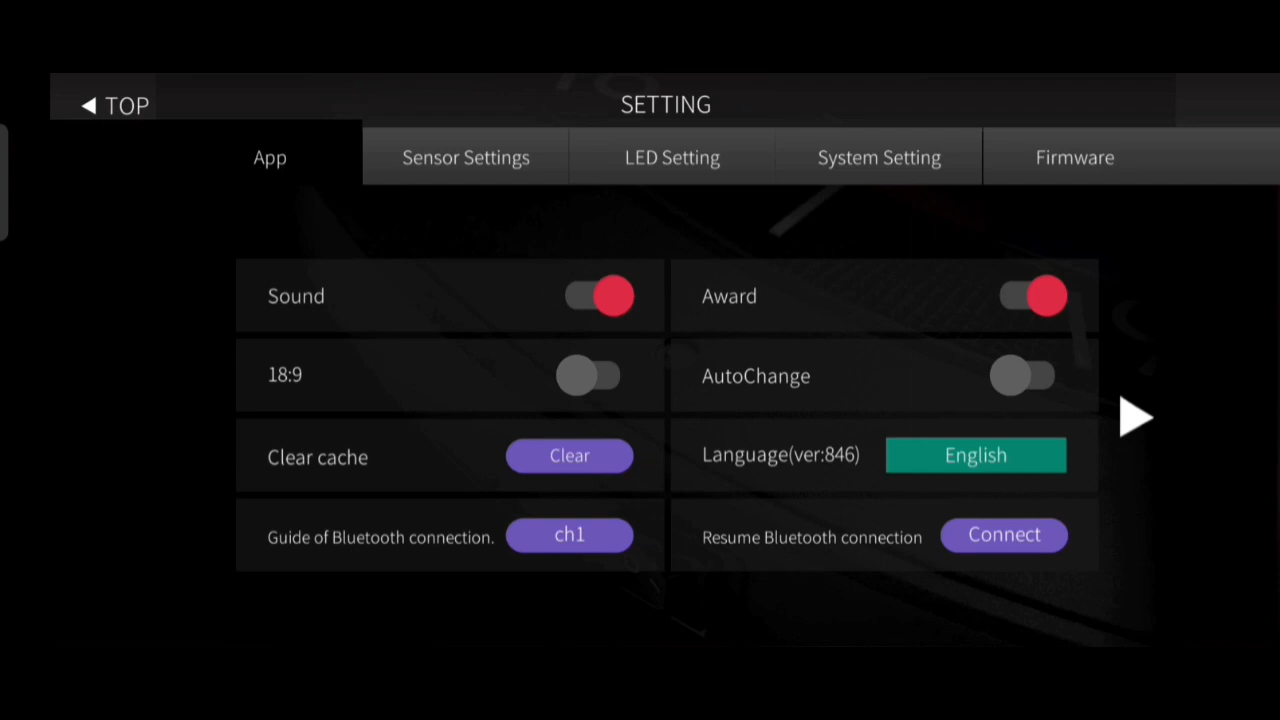 TOP
SETTING
App
Sensor Settings
LED Setting
System Setting
Firmware
Sound
Award
18:9
AutoChange
Clear cache
Clear
Language(ver:846)
English
Guide of Bluetooth connection.
ch1
Resume Bluetooth connection
Connect